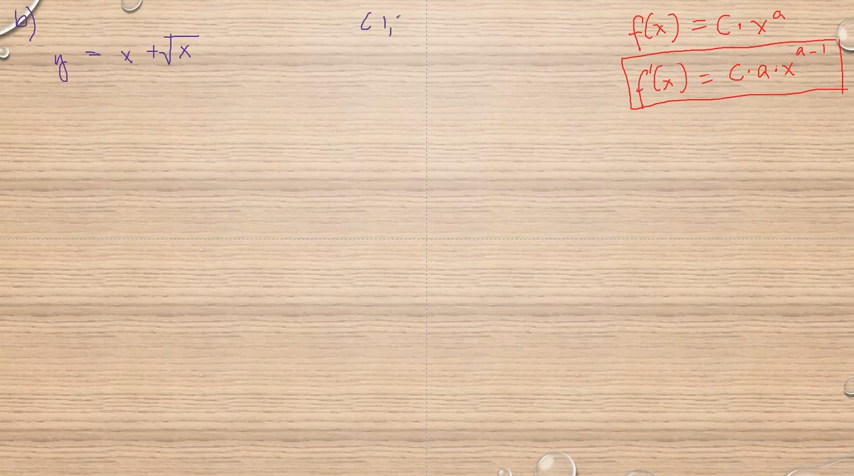 b)
y = x + √x
(1,
f(x) = C · x^a
f'(x) = C · a · x^(a-1)